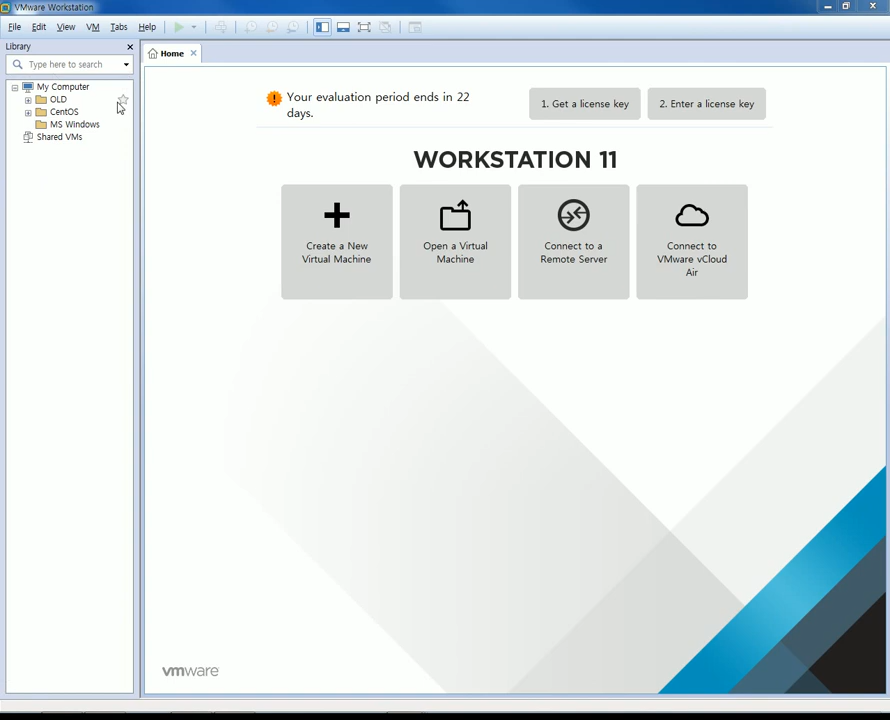 VMware Workstation
File Edit View VM Tabs Help
Library
Type here to search
My Computer
OLD
CentOS
MS Windows
Shared VMs
Home
Your evaluation period ends in 22
days.
1. Get a license key
2. Enter a license key
WORKSTATION 11
Create a New
Virtual Machine
Open a Virtual
Machine
Connect to a
Remote Server
Connect to
VMware vCloud
Air
vmware